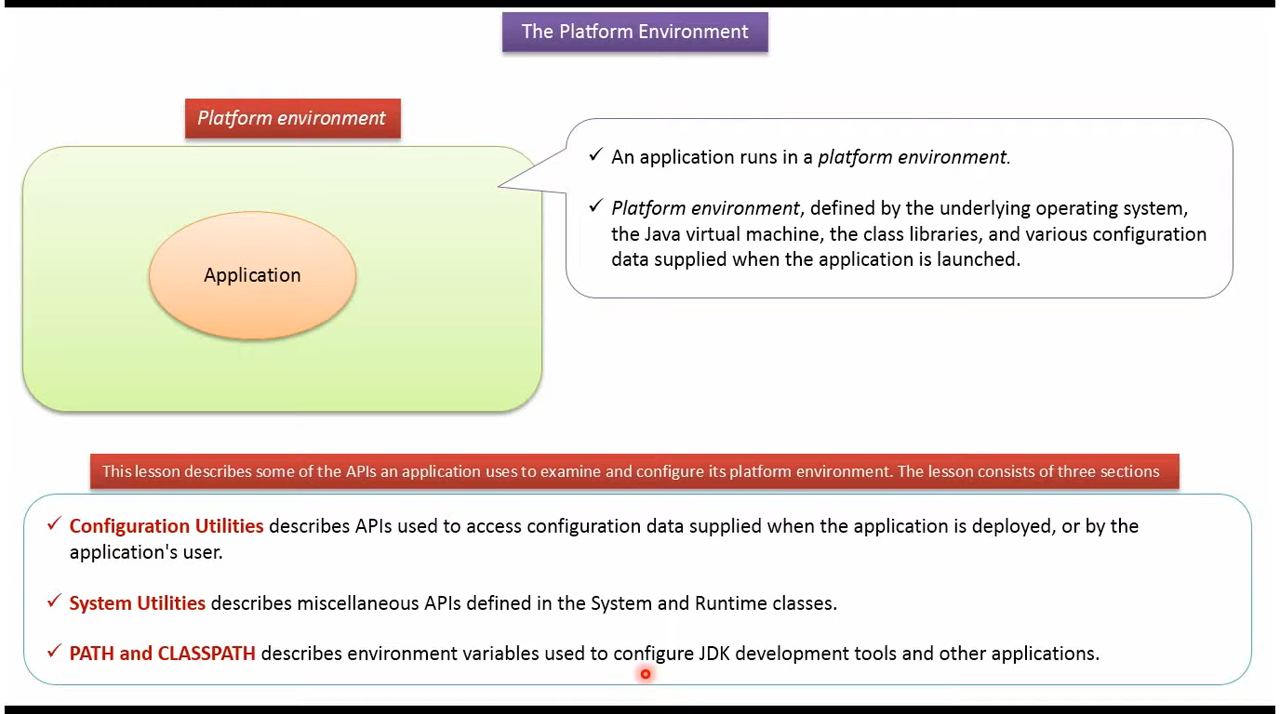 The Platform Environment
Platform environment
Application
✓ An application runs in a platform environment.
✓ Platform environment, defined by the underlying operating system,
the Java virtual machine, the class libraries, and various configuration
data supplied when the application is launched.
This lesson describes some of the APIs an application uses to examine and configure its platform environment. The lesson consists of three sections
✓ Configuration Utilities describes APIs used to access configuration data supplied when the application is deployed, or by the
application's user.
✓ System Utilities describes miscellaneous APIs defined in the System and Runtime classes.
✓ PATH and CLASSPATH describes environment variables used to configure JDK development tools and other applications.